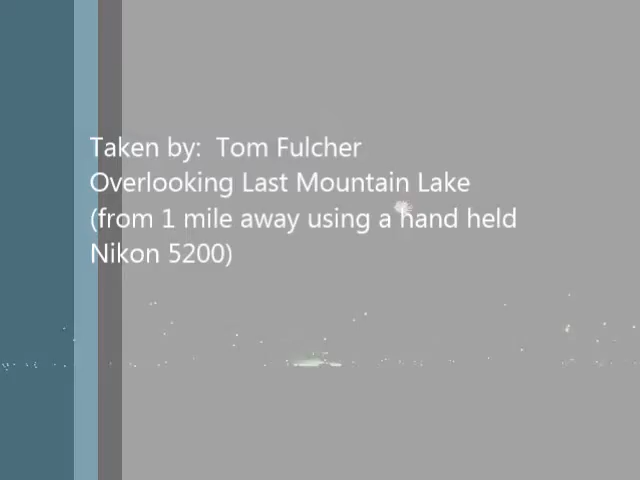 Taken by:  Tom Fulcher
Overlooking Last Mountain Lake
(from 1 mile away using a hand held
Nikon 5200)